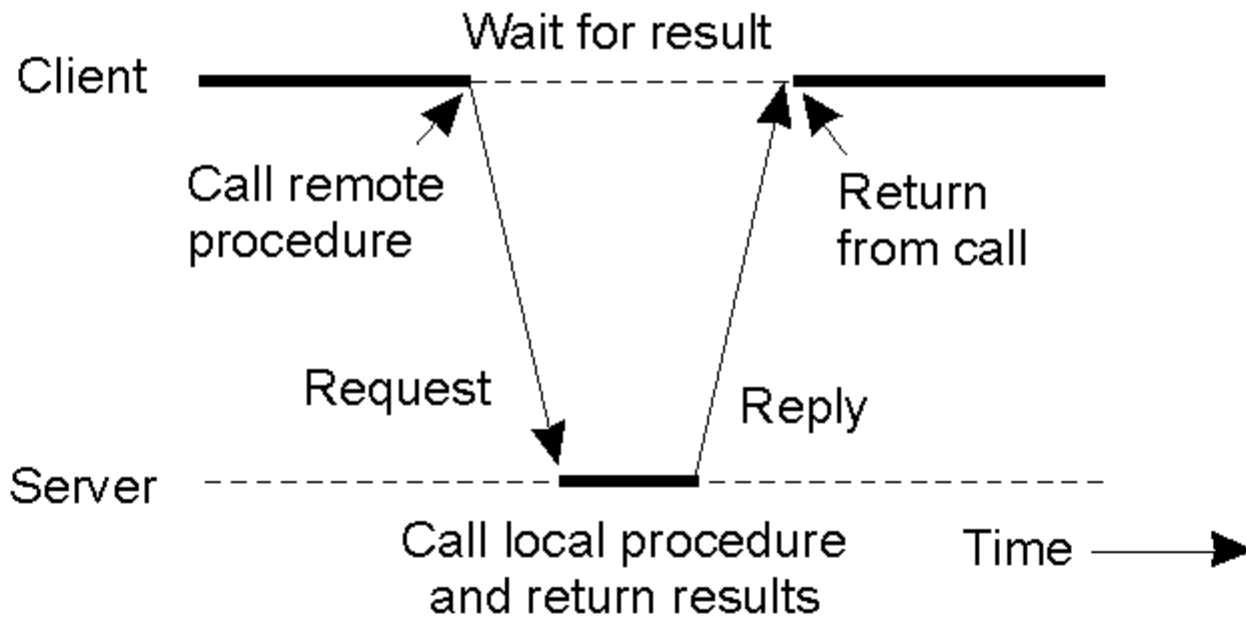 Wait for result
Client
Call remote
procedure
Return
from call
Request
Reply
Server
Call local procedure
and return results
Time